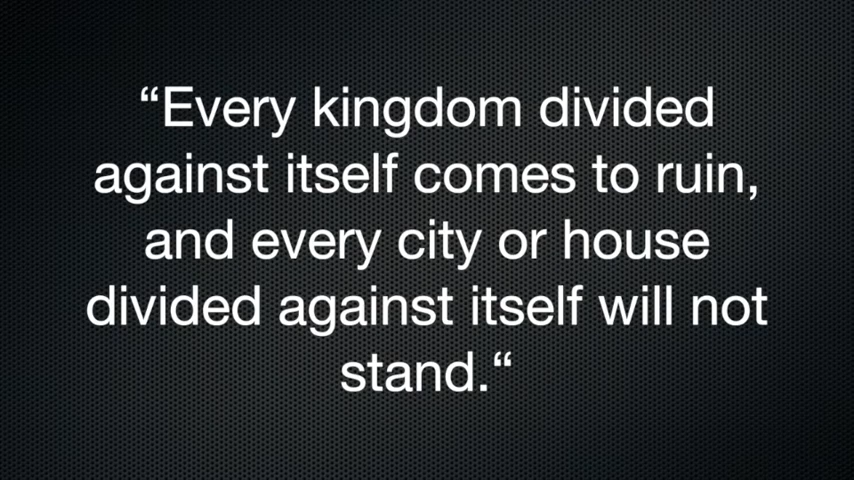 “Every kingdom divided
against itself comes to ruin,
and every city or house
divided against itself will not
stand.“